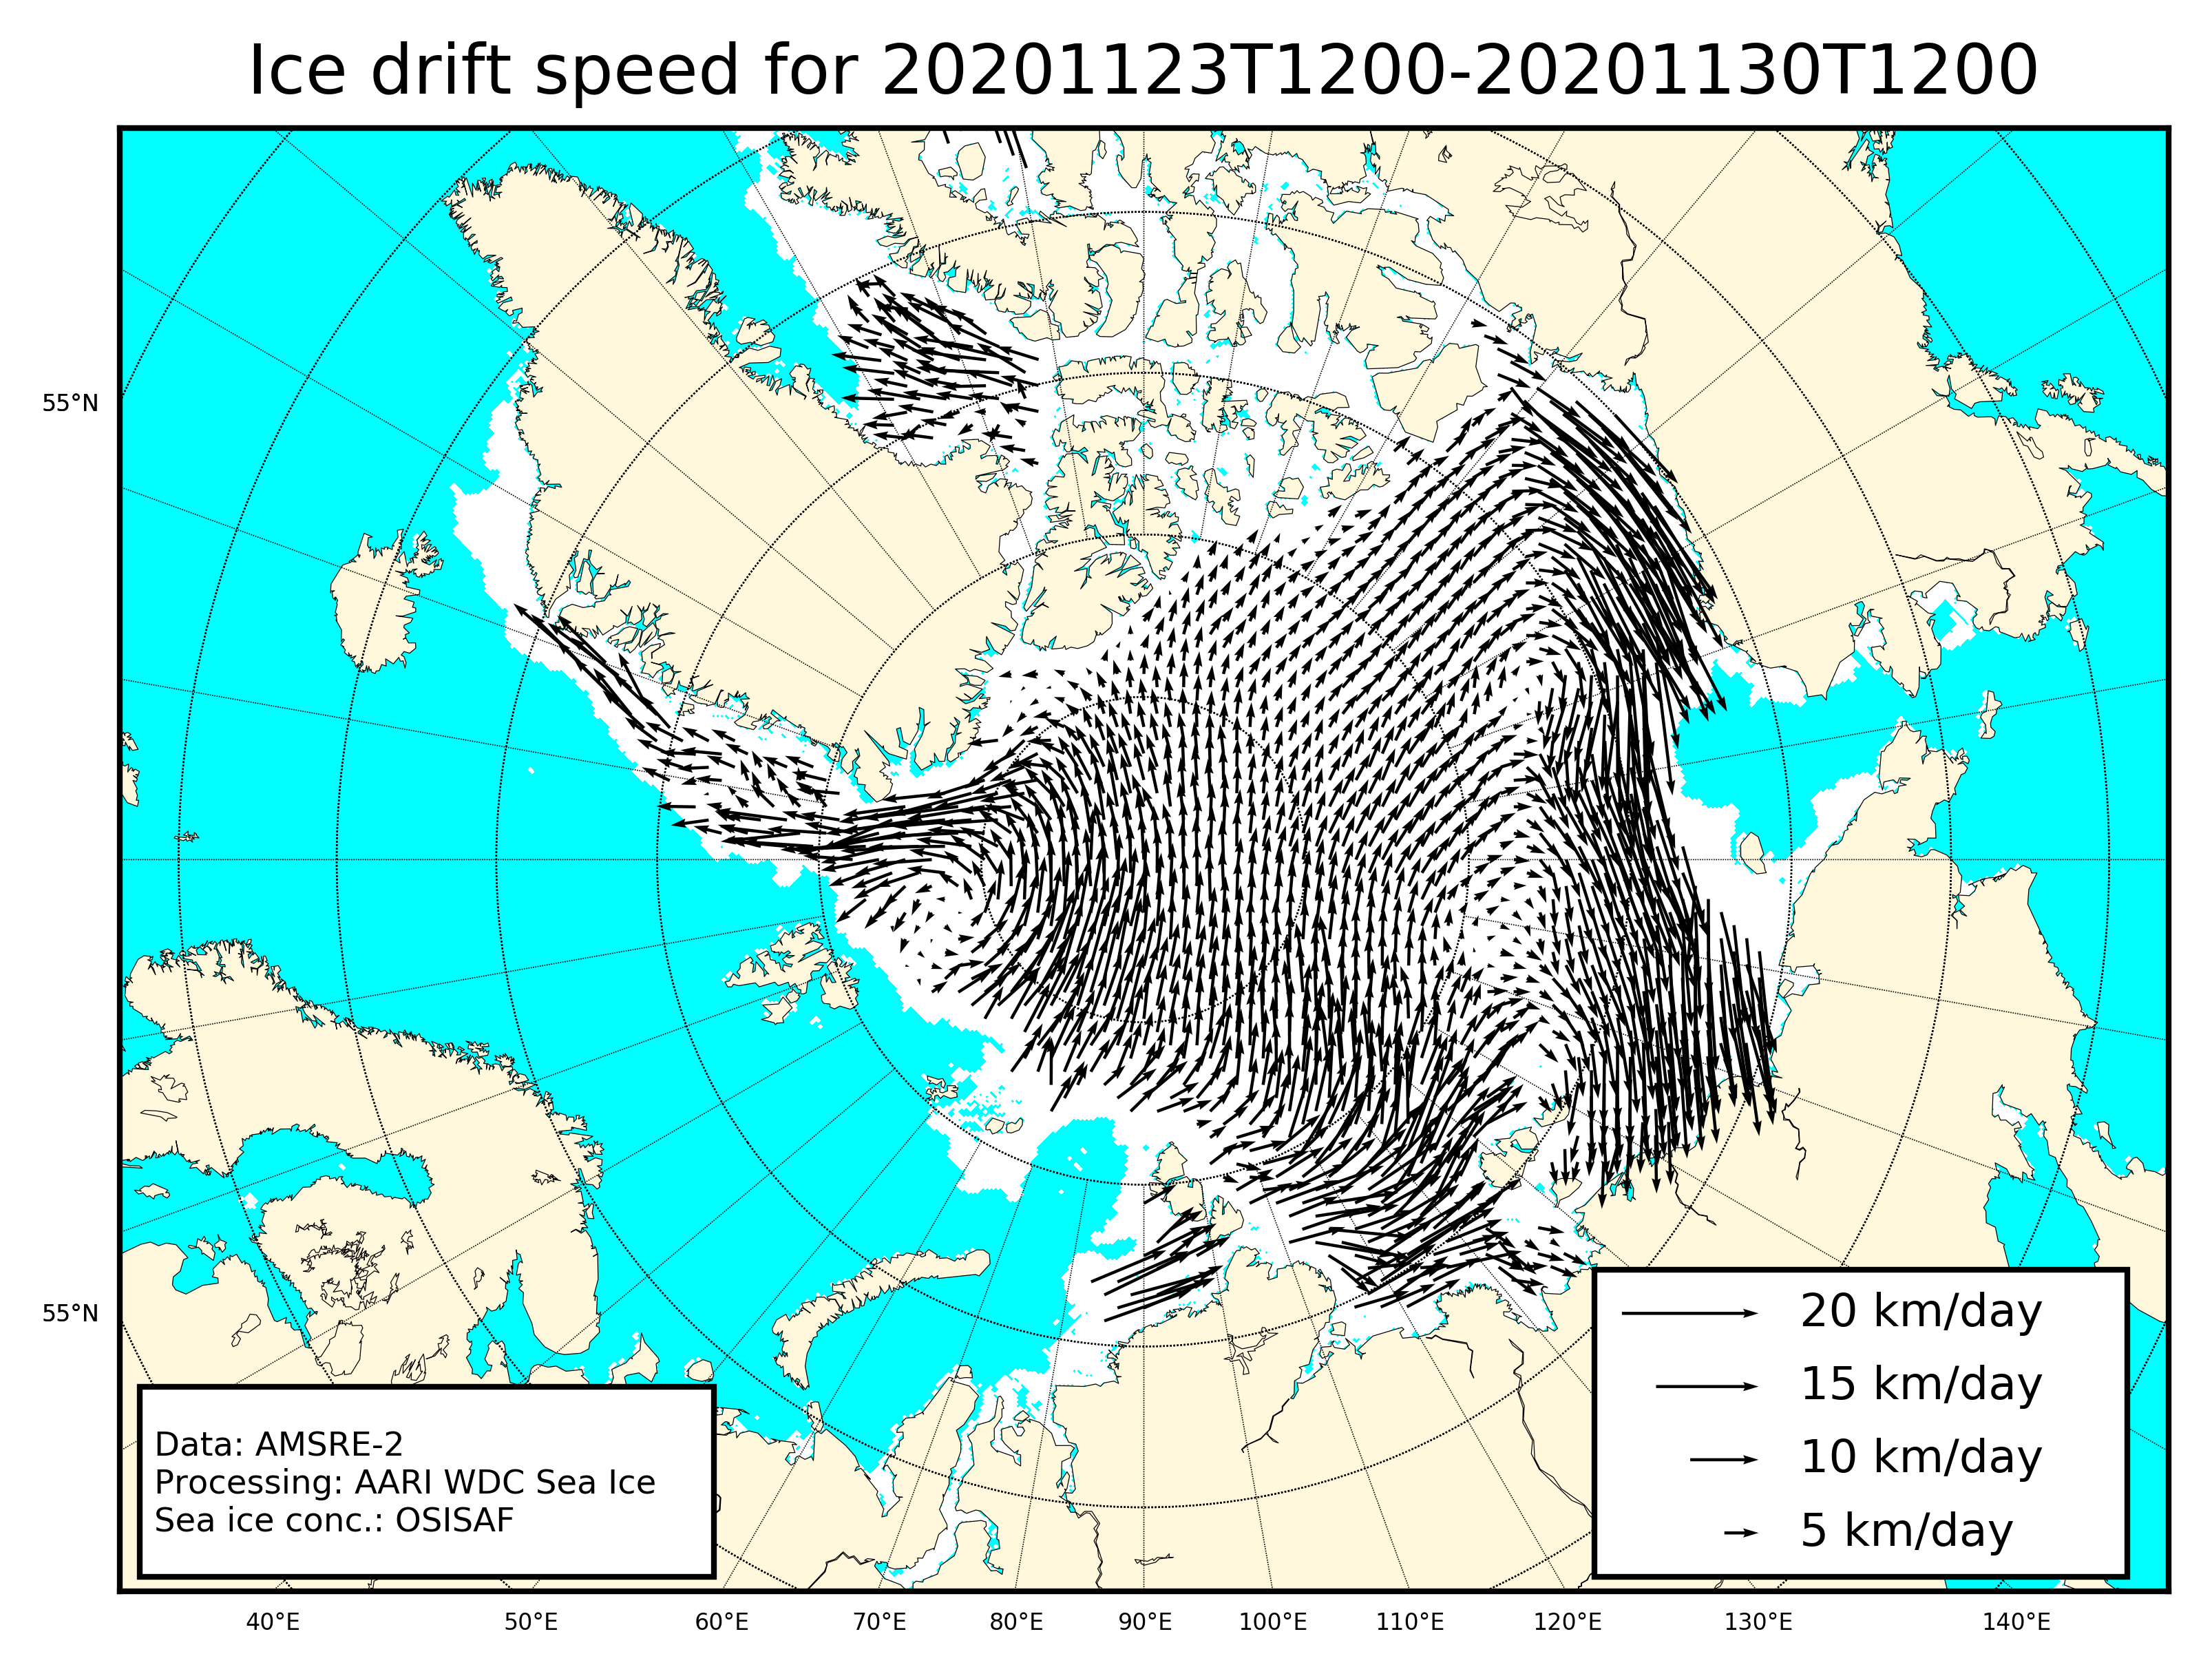 Ice drift speed for 20201123T1200-20201130T1200
55°N
55°N
20 km/day
15 km/day
10 km/day
5 km/day
Data: AMSRE-2
Processing: AARI WDC Sea Ice
Sea ice conc.: OSISAF
40°E 50°E 60°E 70°E 80°E 90°E 100°E 110°E 120°E 130°E 140°E